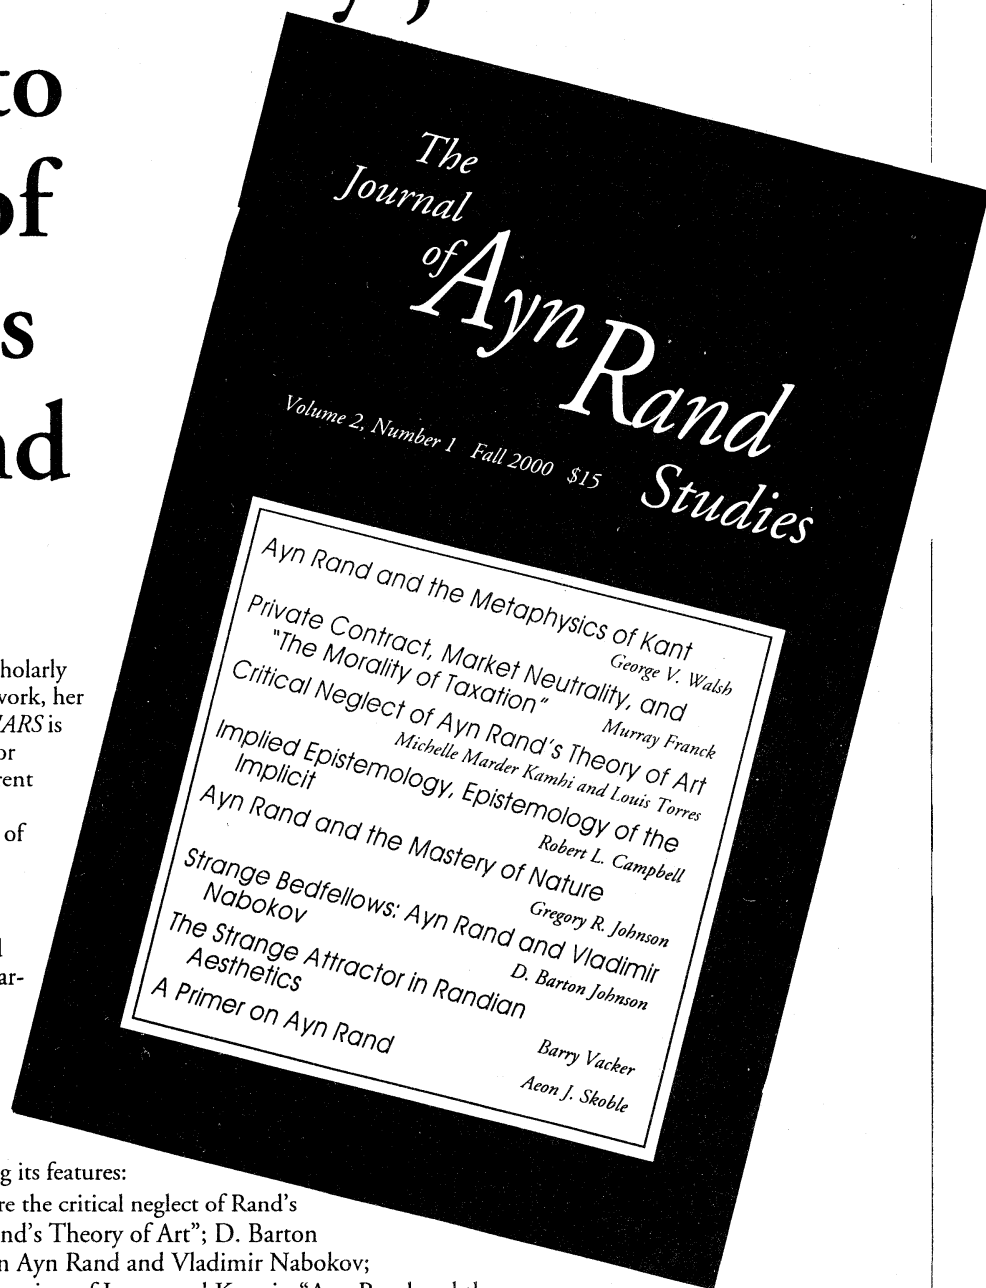 to
of
s
nd
The
Journal
of Ayn Rand
Studies
Volume 2, Number 1 Fall 2000 $15
Ayn Rand and the Metaphysics of Kant
George V. Walsh
Private Contract, Market Neutrality, and
"The Morality of Taxation"
Murray Franck
Critical Neglect of Ayn Rand's Theory of Art
Michelle Marder Kamhi and Louis Torres
Implied Epistemology, Epistemology of the
Implicit
Robert L. Campbell
Ayn Rand and the Mastery of Nature
Gregory R. Johnson
Strange Bedfellows: Ayn Rand and Vladimir
Nabokov
D. Barton Johnson
The Strange Attractor in Randian
Aesthetics
Barry Vacker
A Primer on Ayn Rand
Aeon J. Skoble
holarly
work, her
JARS is
or
rent
of
ar-
g its features:
re the critical neglect of Rand's
nd's Theory of Art"; D. Barton
n Ayn Rand and Vladimir Nabokov;